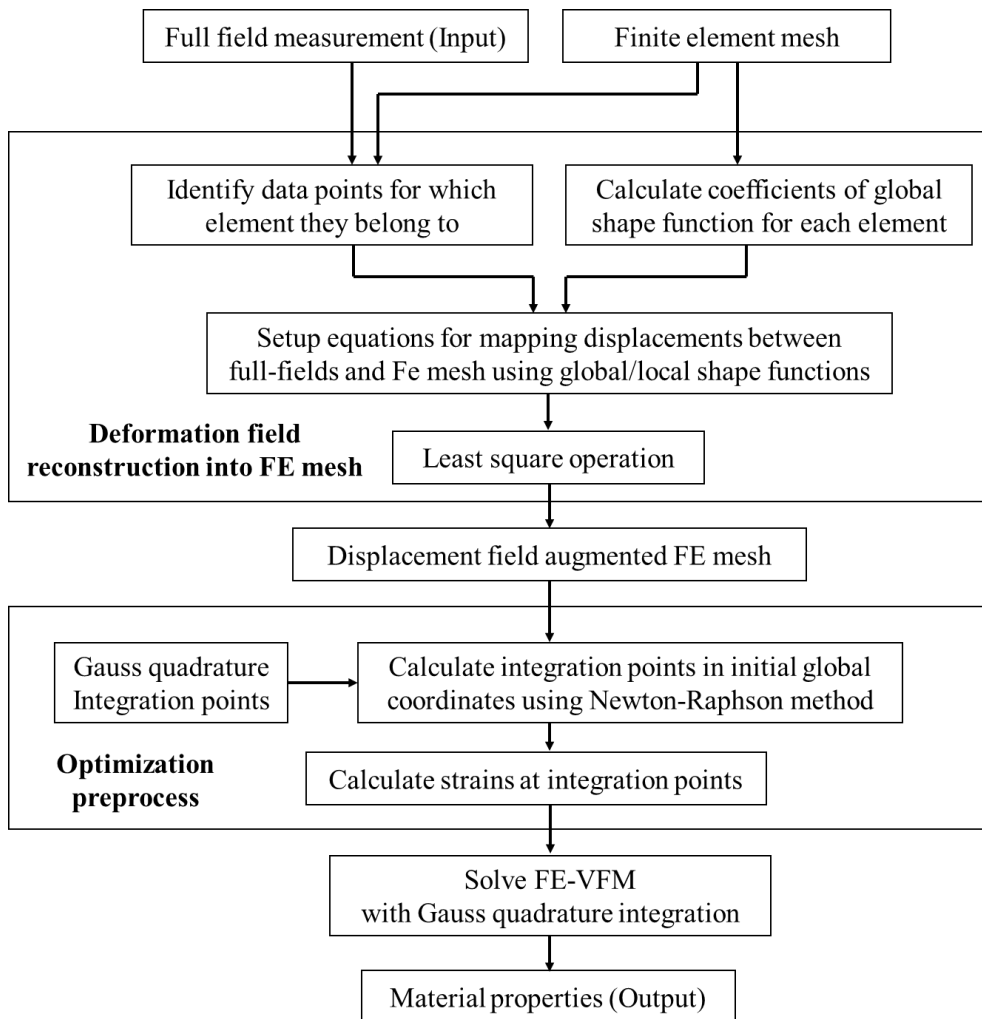 Full field measurement (Input)
Finite element mesh
Identify data points for which
element they belong to
Calculate coefficients of global
shape function for each element
Setup equations for mapping displacements between
full-fields and Fe mesh using global/local shape functions
Deformation field
reconstruction into FE mesh
Least square operation
Displacement field augmented FE mesh
Gauss quadrature
Integration points
Calculate integration points in initial global
coordinates using Newton-Raphson method
Optimization
preprocess
Calculate strains at integration points
Solve FE-VFM
with Gauss quadrature integration
Material properties (Output)